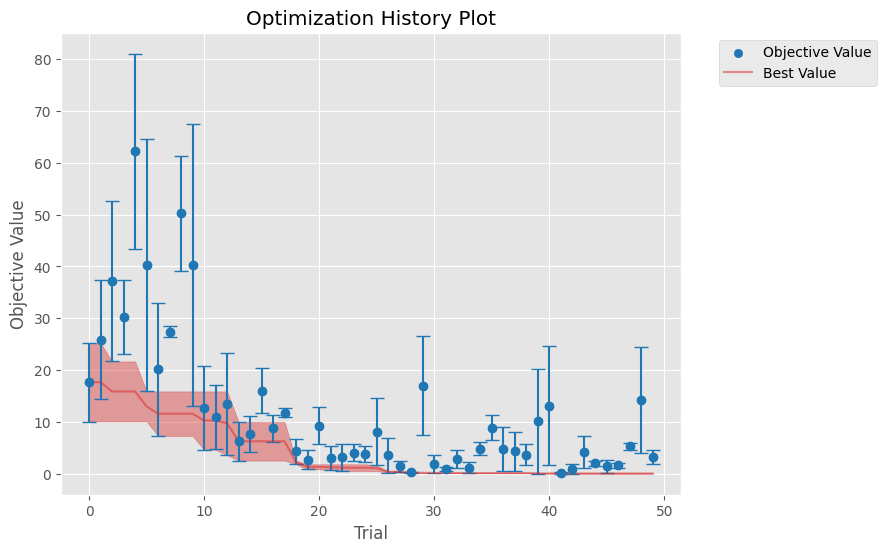 Optimization History Plot
Objective Value
Best Value
Objective Value
80
70
60
50
40
30
20
10
0
0 10 20 30 40 50
Trial